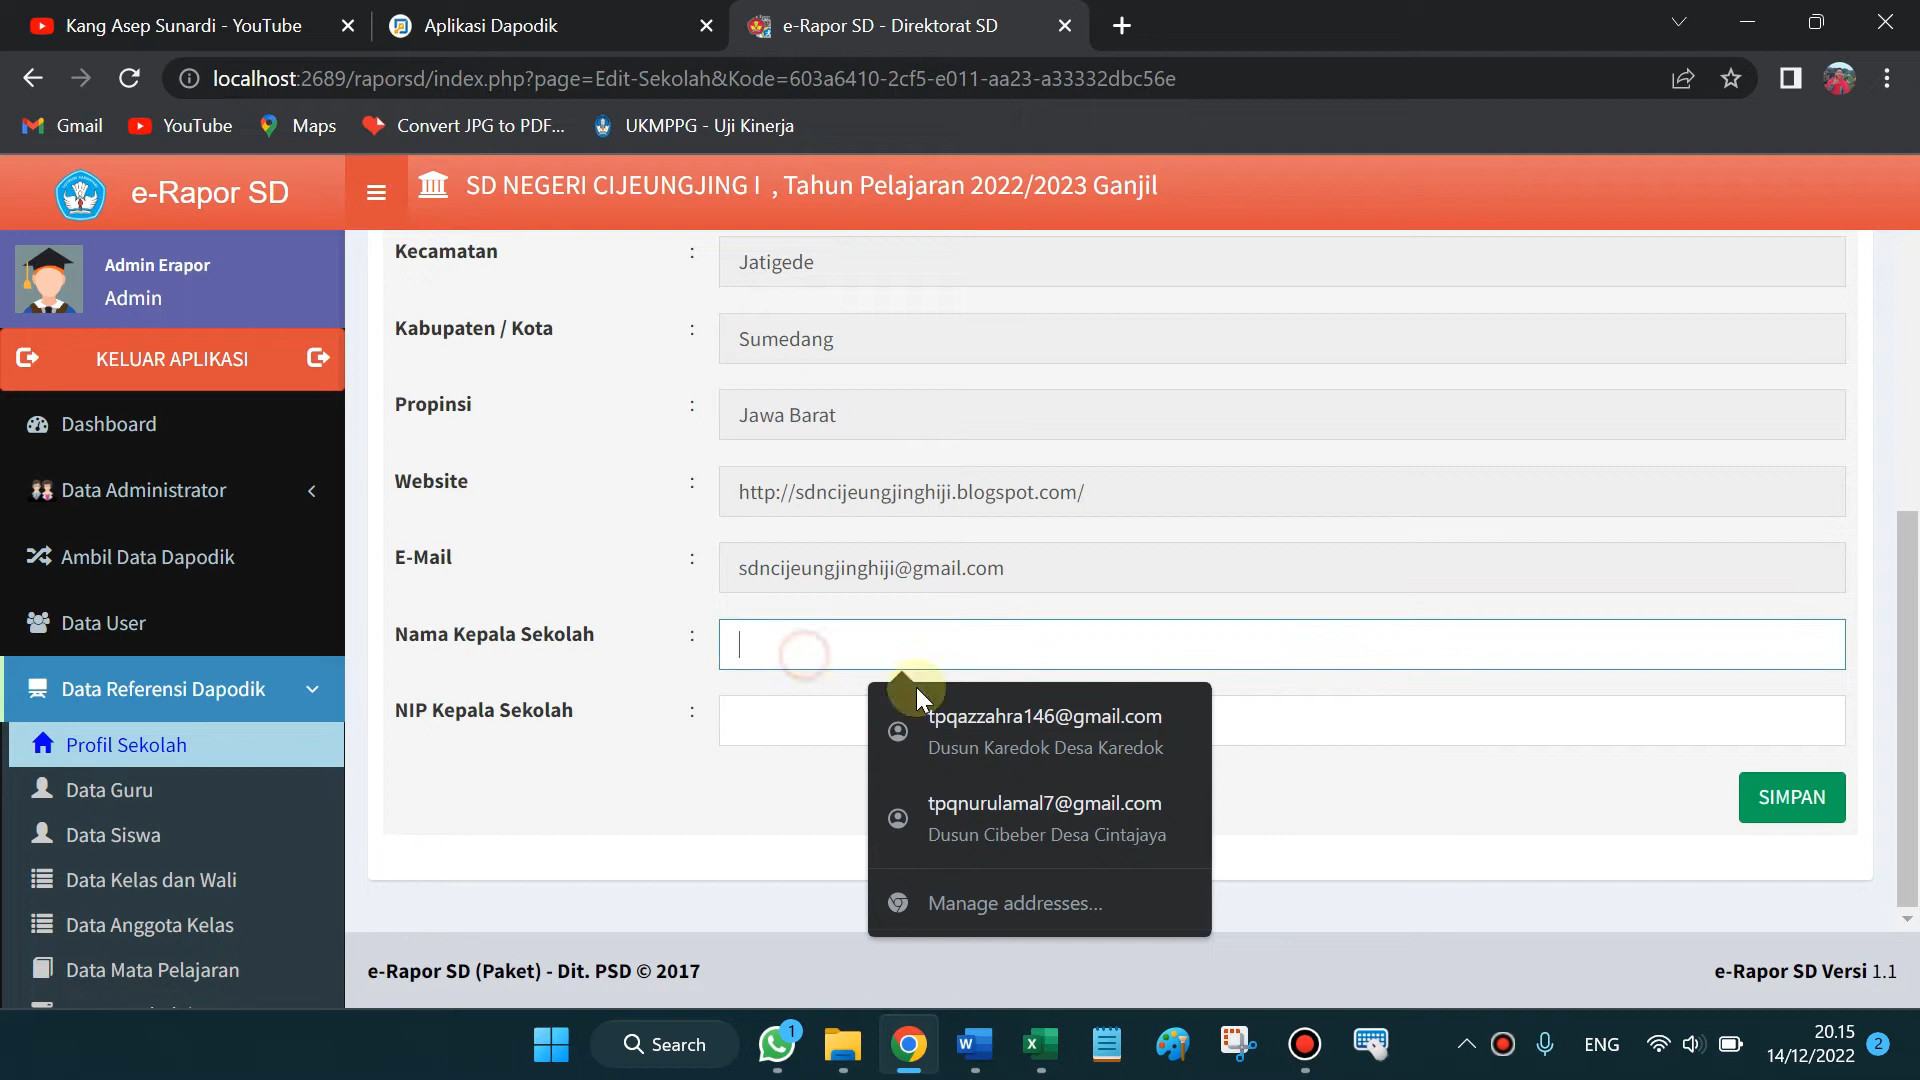 Kang Asep Sunardi - YouTube
Aplikasi Dapodik
e-Rapor SD - Direktorat SD
localhost:2689/raporsd/index.php?page=Edit-Sekolah&Kode=603a6410-2cf5-e011-aa23-a33332dbc56e
Gmail
YouTube
Maps
Convert JPG to PDF...
UKMPPG - Uji Kinerja
e-Rapor SD
SD NEGERI CIJEUNGJING I , Tahun Pelajaran 2022/2023 Ganjil
Admin Erapor
Admin
KELUAR APLIKASI
Dashboard
Data Administrator
Ambil Data Dapodik
Data User
Data Referensi Dapodik
Profil Sekolah
Data Guru
Data Siswa
Data Kelas dan Wali
Data Anggota Kelas
Data Mata Pelajaran
Kecamatan : Jatigede
Kabupaten / Kota : Sumedang
Propinsi : Jawa Barat
Website : http://sdncijeungjinghiji.blogspot.com/
E-Mail : sdncijeungjinghiji@gmail.com
Nama Kepala Sekolah :
NIP Kepala Sekolah :
tpqazzahra146@gmail.com
Dusun Karedok Desa Karedok
tpqnurulamal7@gmail.com
Dusun Cibeber Desa Cintajaya
Manage addresses...
SIMPAN
e-Rapor SD (Paket) - Dit. PSD © 2017
e-Rapor SD Versi 1.1
Search
1
ENG
20.15
14/12/2022
2